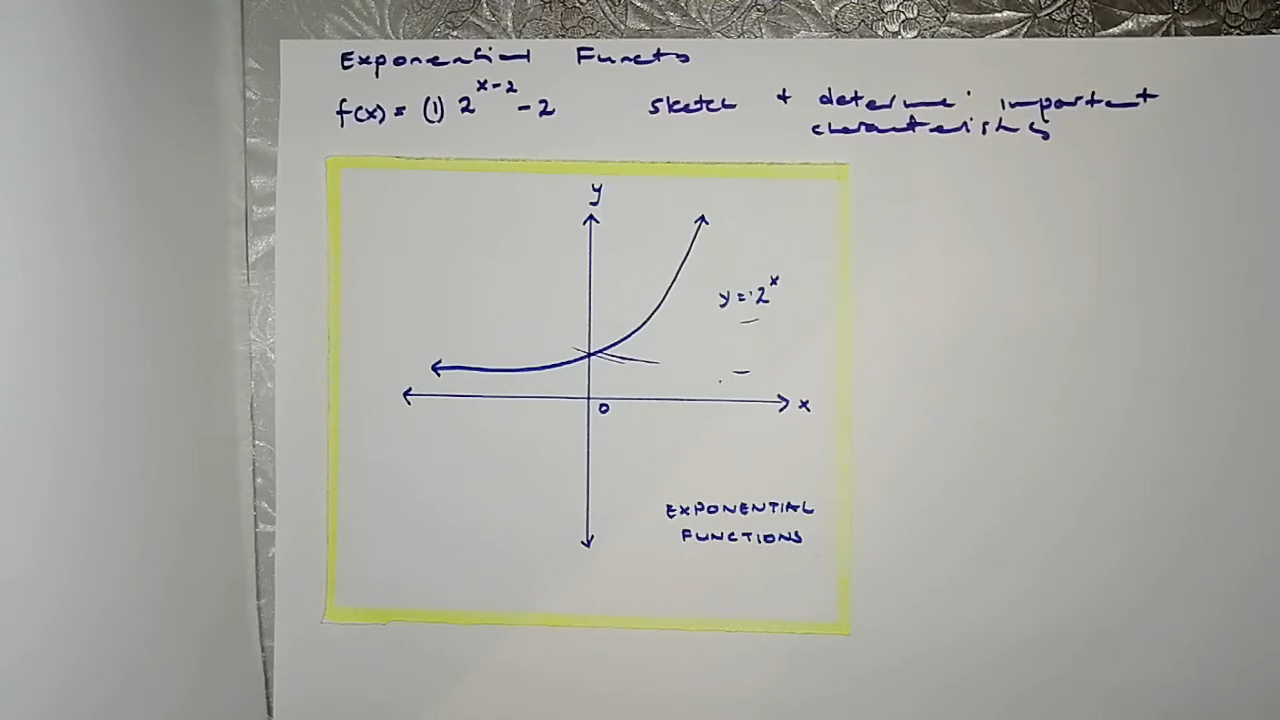 Exponential Functs
f(x) = (1) 2^{x-2} - 2 sketch + determine important
characteristics
y
y = 2^x
x
0
EXPONENTIAL
FUNCTIONS